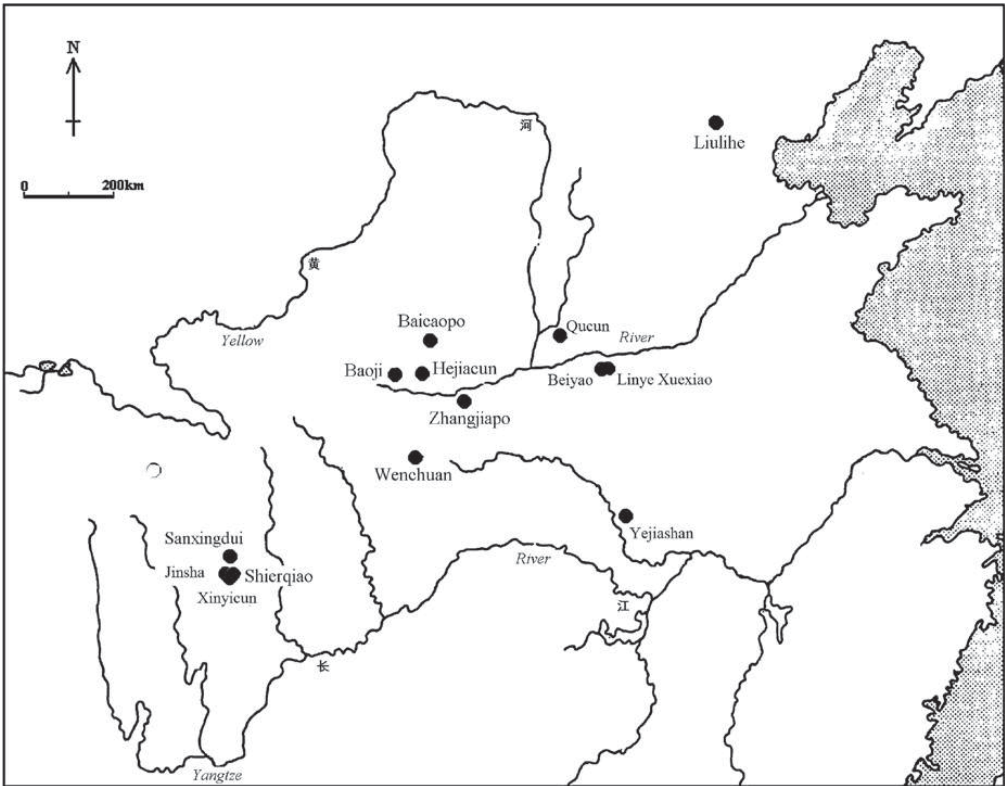 N
河
Liulihe
0 200km
黄
Baicaopo
Qucun
Yellow
River
Baoji
Hejiacun
Beiyao
Linye Xuexiao
Zhangjiapo
Wenchuan
Yejiashan
Sanxingdui
River
Jinsha
Shierqiao
Xinyicun
江
长
Yangtze